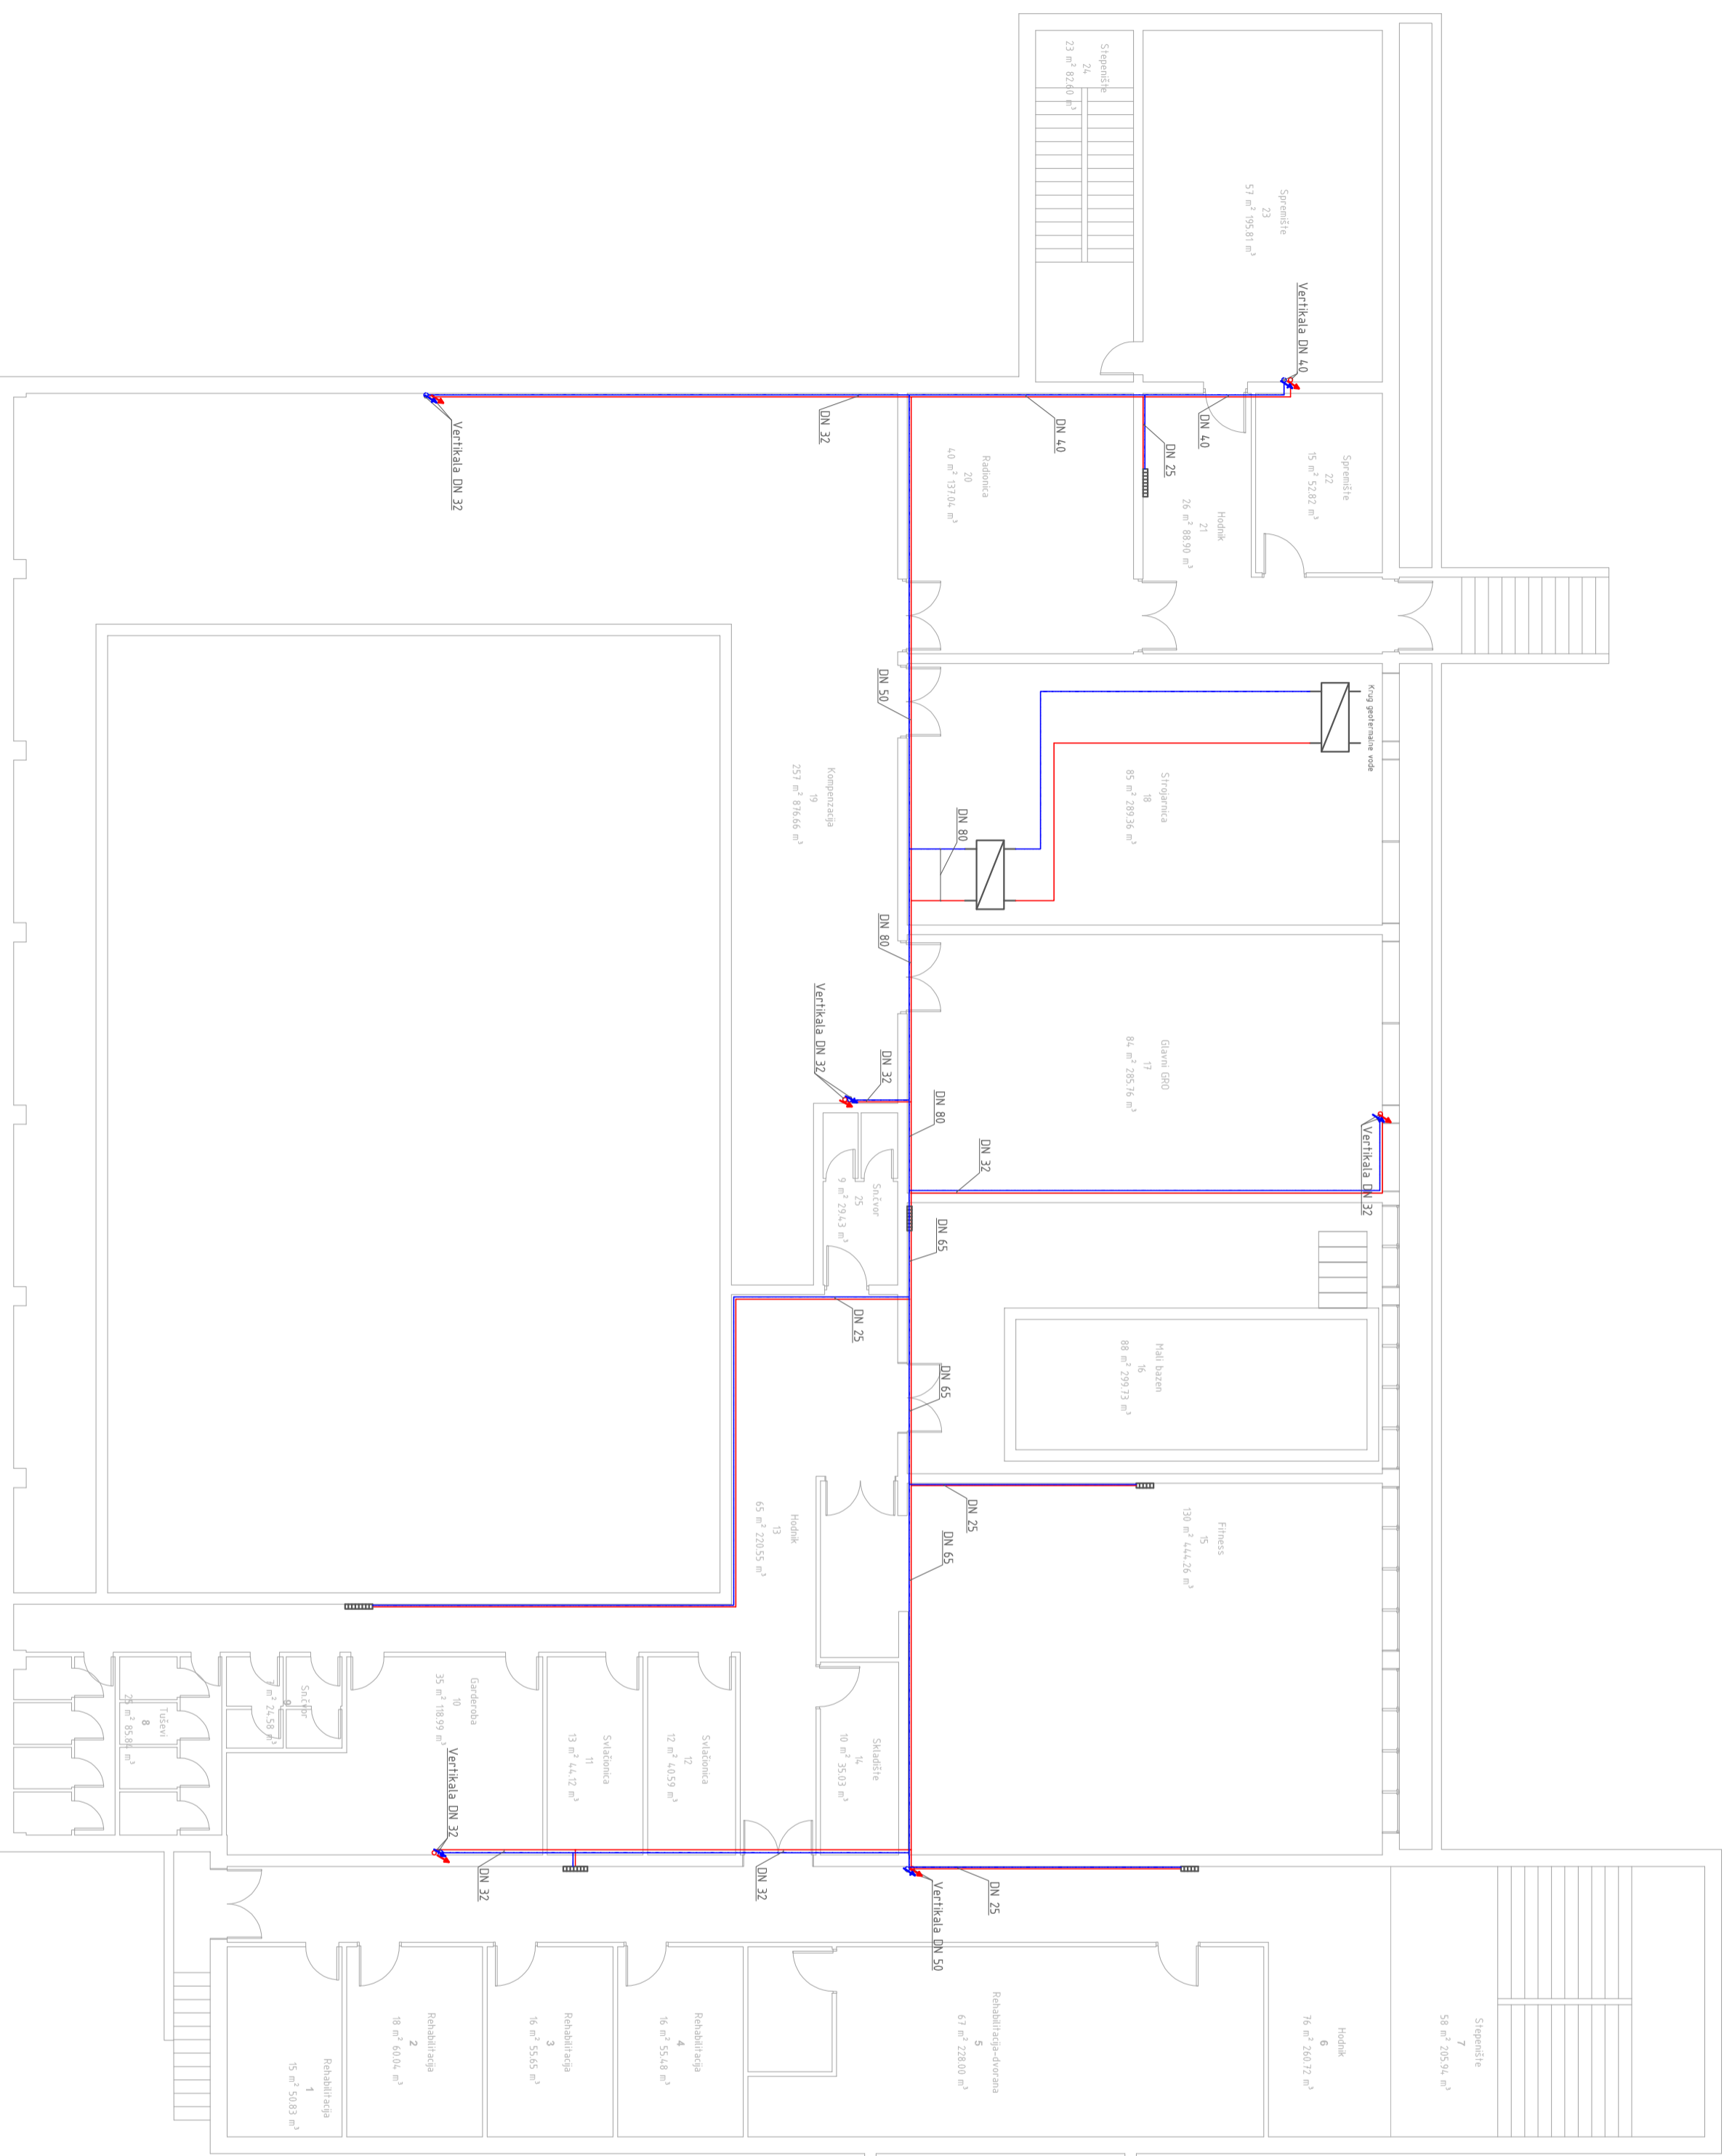 Stepenište
24
23 m² 82.60 m³
Spremište
23
57 m² 195.81 m³
Vertikala DN 40
Vertikala DN 32
DN 32
DN 40
DN 25
DN 40
Radionica
20
40 m² 137.04 m³
Hodnik
21
26 m² 88.90 m³
Spremište
22
15 m² 52.82 m³
DN 50
Krug geotermalne vode
Kompenzacija
19
257 m² 876.66 m³
Strojarnica
18
85 m² 289.36 m³
DN 80
DN 80
Vertikala DN 32
DN 32
DN 80
DN 32
Glavni GRO
17
84 m² 285.76 m³
Vertikala DN 32
Sn.čvor
25
9 m² 29.43 m³
DN 65
DN 25
DN 65
Mali bazen
16
88 m² 299.73 m³
DN 25
DN 65
Hodnik
13
65 m² 220.55 m³
Fitness
15
130 m² 444.26 m³
Tuševi
8
25 m² 85.84 m³
Sn.čvor
9
7 m² 24.58 m³
Garderoba
10
35 m² 118.99 m³
Svlačionica
11
13 m² 44.12 m³
Svlačionica
12
12 m² 40.59 m³
Skladište
14
10 m² 35.03 m³
Vertikala DN 32
DN 32
DN 32
Vertikala DN 50
DN 25
Rehabilitacija
1
15 m² 50.83 m³
Rehabilitacija
2
18 m² 60.04 m³
Rehabilitacija
3
16 m² 55.65 m³
Rehabilitacija
4
16 m² 55.48 m³
Rehabilitacija-dvorana
5
67 m² 228.00 m³
Hodnik
6
76 m² 260.72 m³
Stepenište
7
58 m² 205.94 m³